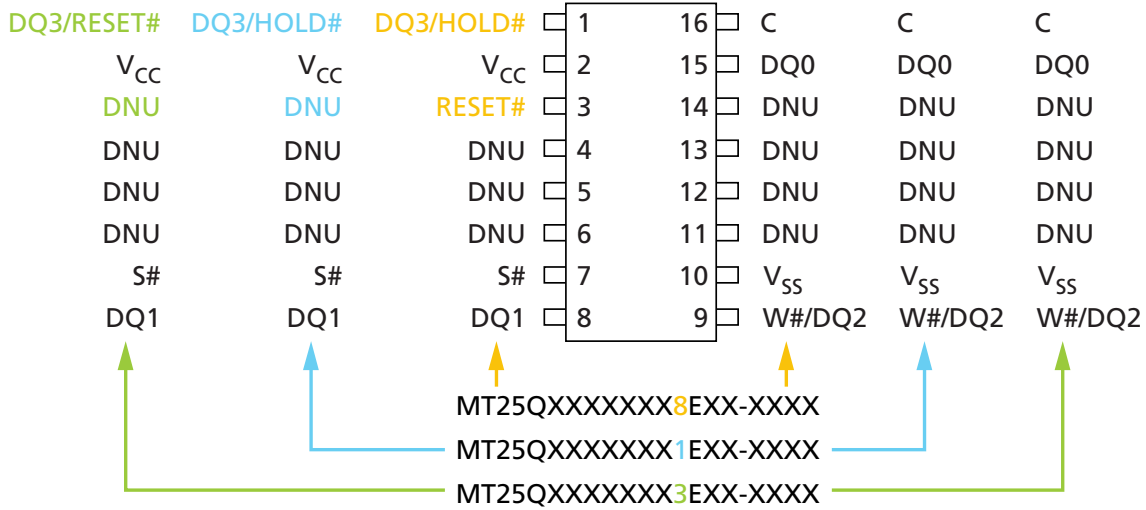 DQ3/RESET# DQ3/HOLD# DQ3/HOLD# 1 16 C C C
VCC VCC VCC 2 15 DQ0 DQ0 DQ0
DNU DNU RESET# 3 14 DNU DNU DNU
DNU DNU DNU 4 13 DNU DNU DNU
DNU DNU DNU 5 12 DNU DNU DNU
DNU DNU DNU 6 11 DNU DNU DNU
S# S# S# 7 10 VSS VSS VSS
DQ1 DQ1 DQ1 8 9 W#/DQ2 W#/DQ2 W#/DQ2
MT25QXXXXXXX8EXX-XXXX
MT25QXXXXXXX1EXX-XXXX
MT25QXXXXXXX3EXX-XXXX